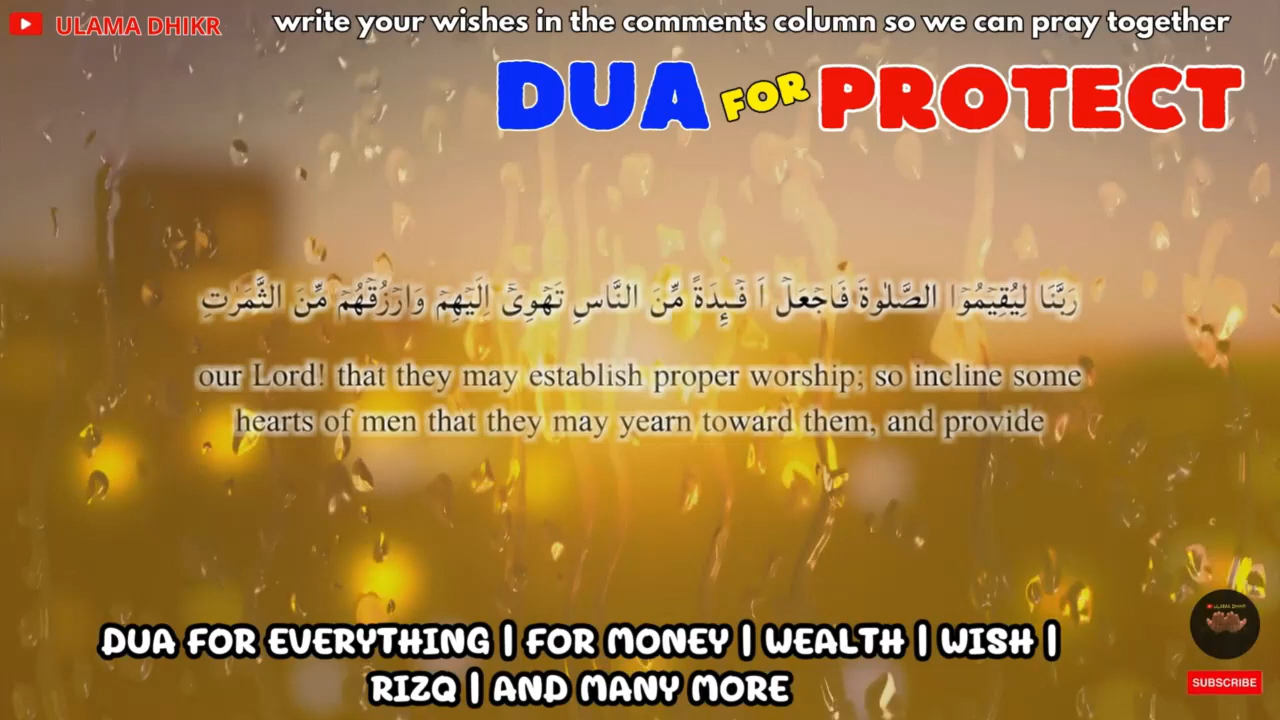 ULAMA DHIKR
write your wishes in the comments column so we can pray together
DUA FOR PROTECT
رَبَّنَا لِيُقِيْمُوْا الصَّلٰوةَ فَاجْعَلْ اَ فْـِٕدَةً مِّنَ النَّاسِ تَهْوِيْٓ اِلَيْهِمْ وَارْزُقْهُمْ مِّنَ الثَّمَرٰتِ
our Lord! that they may establish proper worship; so incline some
hearts of men that they may yearn toward them, and provide
DUA FOR EVERYTHING | FOR MONEY | WEALTH | WISH |
RIZQ | AND MANY MORE
ULAMA DHIKR
SUBSCRIBE